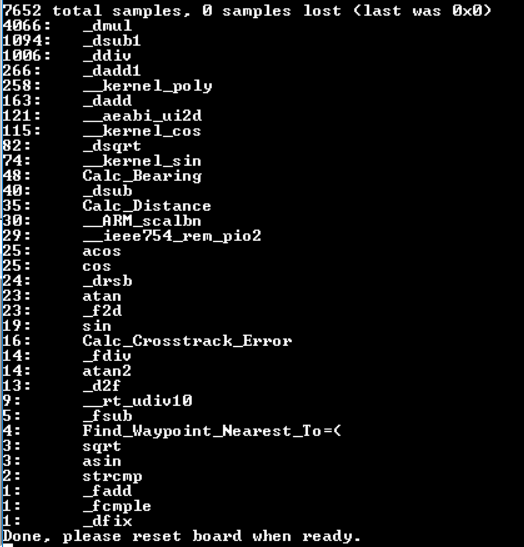 7652 total samples, 0 samples lost (last was 0x0)
4066: _dmul
1094: _dsub1
1006: _ddiv
266: _dadd1
258: __kernel_poly
163: _dadd
121: __aeabi_ui2d
115: __kernel_cos
82: _dsqrt
74: __kernel_sin
48: Calc_Bearing
40: _dsub
35: Calc_Distance
30: __ARM_scalbn
29: __ieee754_rem_pio2
25: acos
25: cos
24: _drsb
23: atan
23: _f2d
19: sin
16: Calc_Crosstrack_Error
14: _fdiv
14: atan2
13: _d2f
9: __rt_udiv10
5: _fsub
4: Find_Waypoint_Nearest_To=(
3: sqrt
3: asin
2: strcmp
1: _fadd
1: _fcmple
1: _dfix
Done, please reset board when ready.